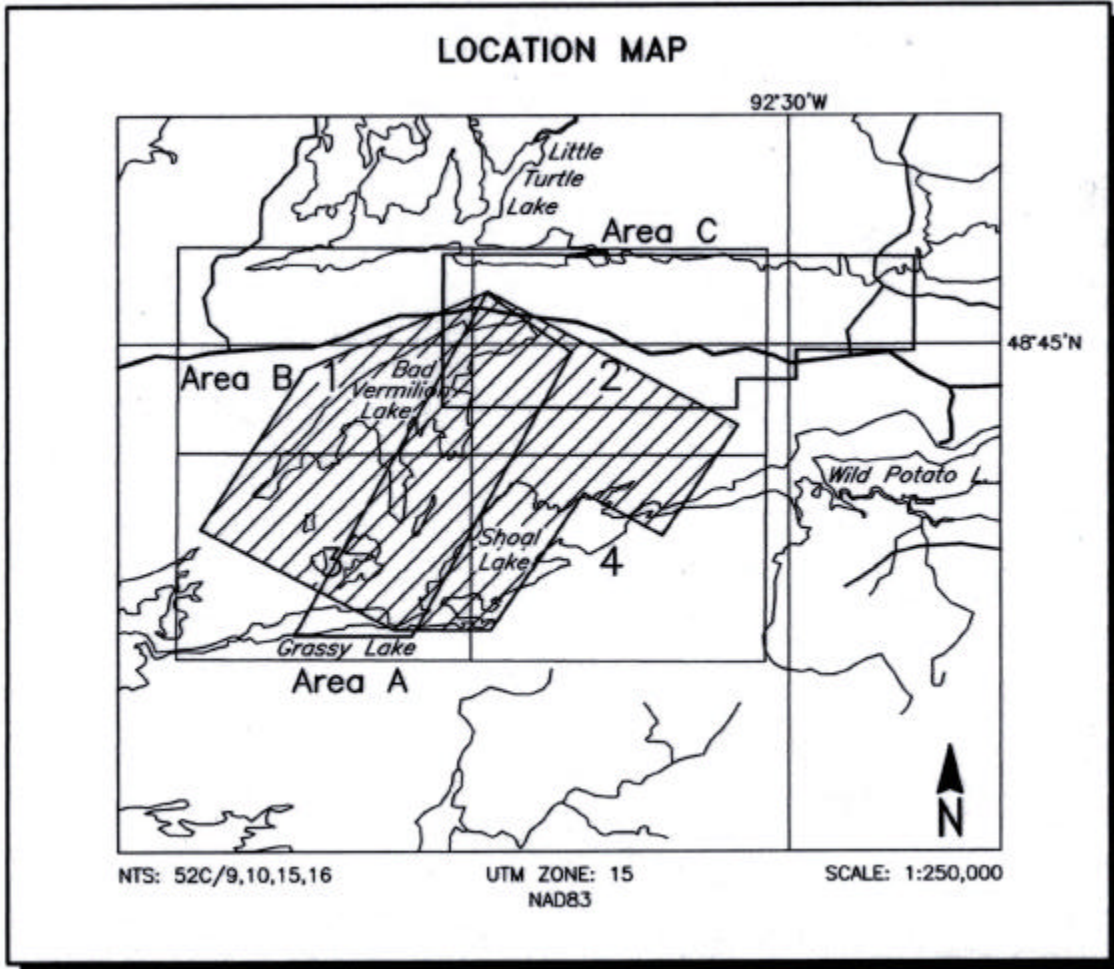 LOCATION MAP
92°30'W
Little
Turtle
Lake
Area C
48°45'N
Area B
1
Bad
Vermilion
Lake
2
Wild Potato L.
Shoal
Lake
3
4
Grassy Lake
Area A
N
NTS: 52C/9,10,15,16
UTM ZONE: 15
SCALE: 1:250,000
NAD83